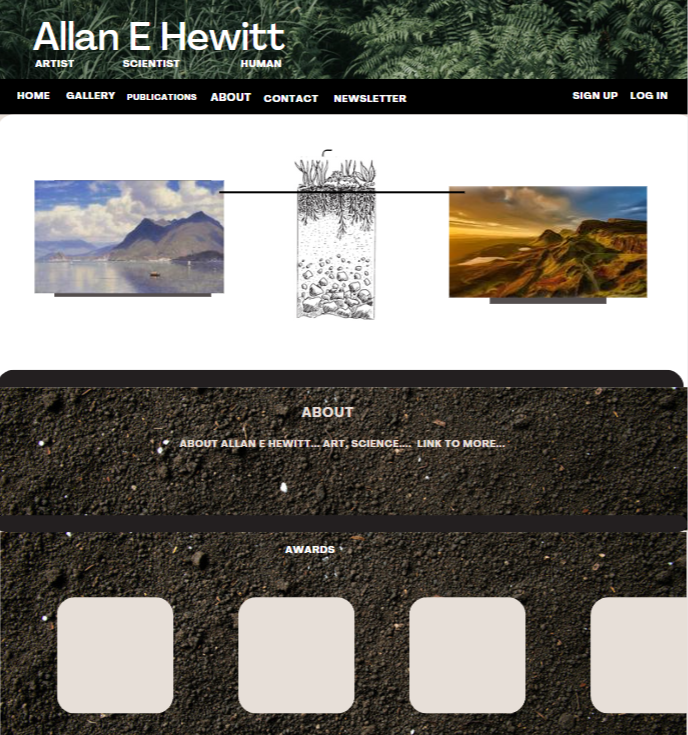 Allan E Hewitt
ARTIST SCIENTIST HUMAN
HOME GALLERY PUBLICATIONS ABOUT CONTACT NEWSLETTER SIGN UP LOG IN
ABOUT
ABOUT ALLAN E HEWITT... ART, SCIENCE.... LINK TO MORE...
AWARDS